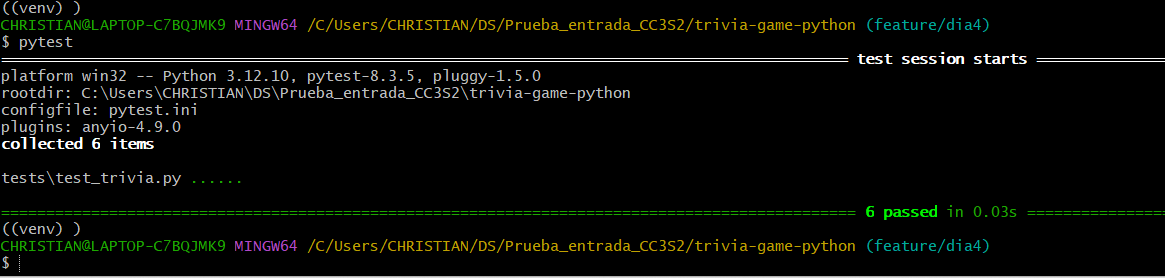 ((venv) )
CHRISTIAN@LAPTOP-C7BQJMK9 MINGW64 /C/Users/CHRISTIAN/DS/Prueba_entrada_CC3S2/trivia-game-python (feature/dia4)
$ pytest
============================= test session starts =============================
platform win32 -- Python 3.12.10, pytest-8.3.5, pluggy-1.5.0
rootdir: C:\Users\CHRISTIAN\DS\Prueba_entrada_CC3S2\trivia-game-python
configfile: pytest.ini
plugins: anyio-4.9.0
collected 6 items
tests\test_trivia.py ......
============================== 6 passed in 0.03s ==============================
((venv) )
CHRISTIAN@LAPTOP-C7BQJMK9 MINGW64 /C/Users/CHRISTIAN/DS/Prueba_entrada_CC3S2/trivia-game-python (feature/dia4)
$